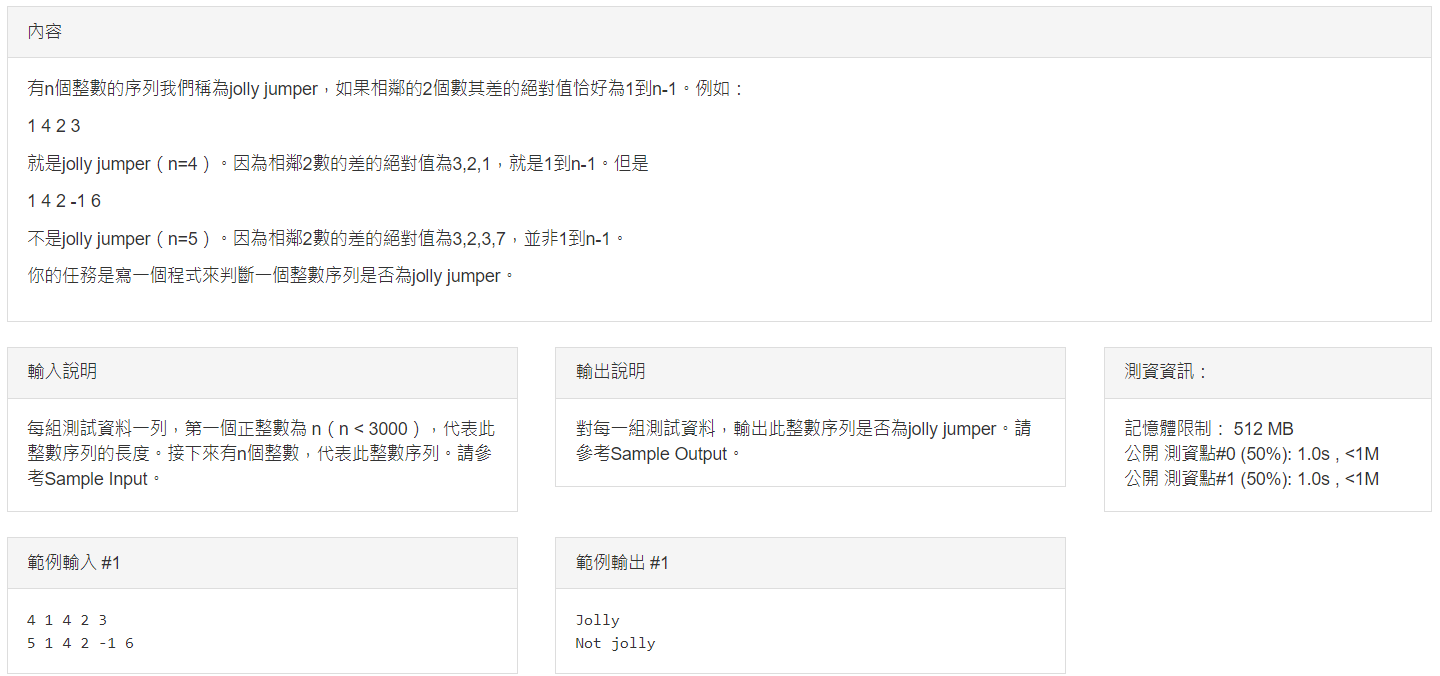 內容
有n個整數的序列我們稱為jolly jumper，如果相鄰的2個數其差的絕對值恰好為1到n-1。例如：
1 4 2 3
就是jolly jumper（n=4）。因為相鄰2數的差的絕對值為3,2,1，就是1到n-1。但是
1 4 2 -1 6
不是jolly jumper（n=5）。因為相鄰2數的差的絕對值為3,2,3,7，並非1到n-1。
你的任務是寫一個程式來判斷一個整數序列是否為jolly jumper。
輸入說明
每組測試資料一列，第一個正整數為 n（n < 3000），代表此
整數序列的長度。接下來有n個整數，代表此整數序列。請參
考Sample Input。
輸出說明
對每一組測試資料，輸出此整數序列是否為jolly jumper。請
參考Sample Output。
測資資訊：
記憶體限制： 512 MB
公開 測資點#0 (50%): 1.0s , <1M
公開 測資點#1 (50%): 1.0s , <1M
範例輸入 #1
4 1 4 2 3
5 1 4 2 -1 6
範例輸出 #1
Jolly
Not jolly